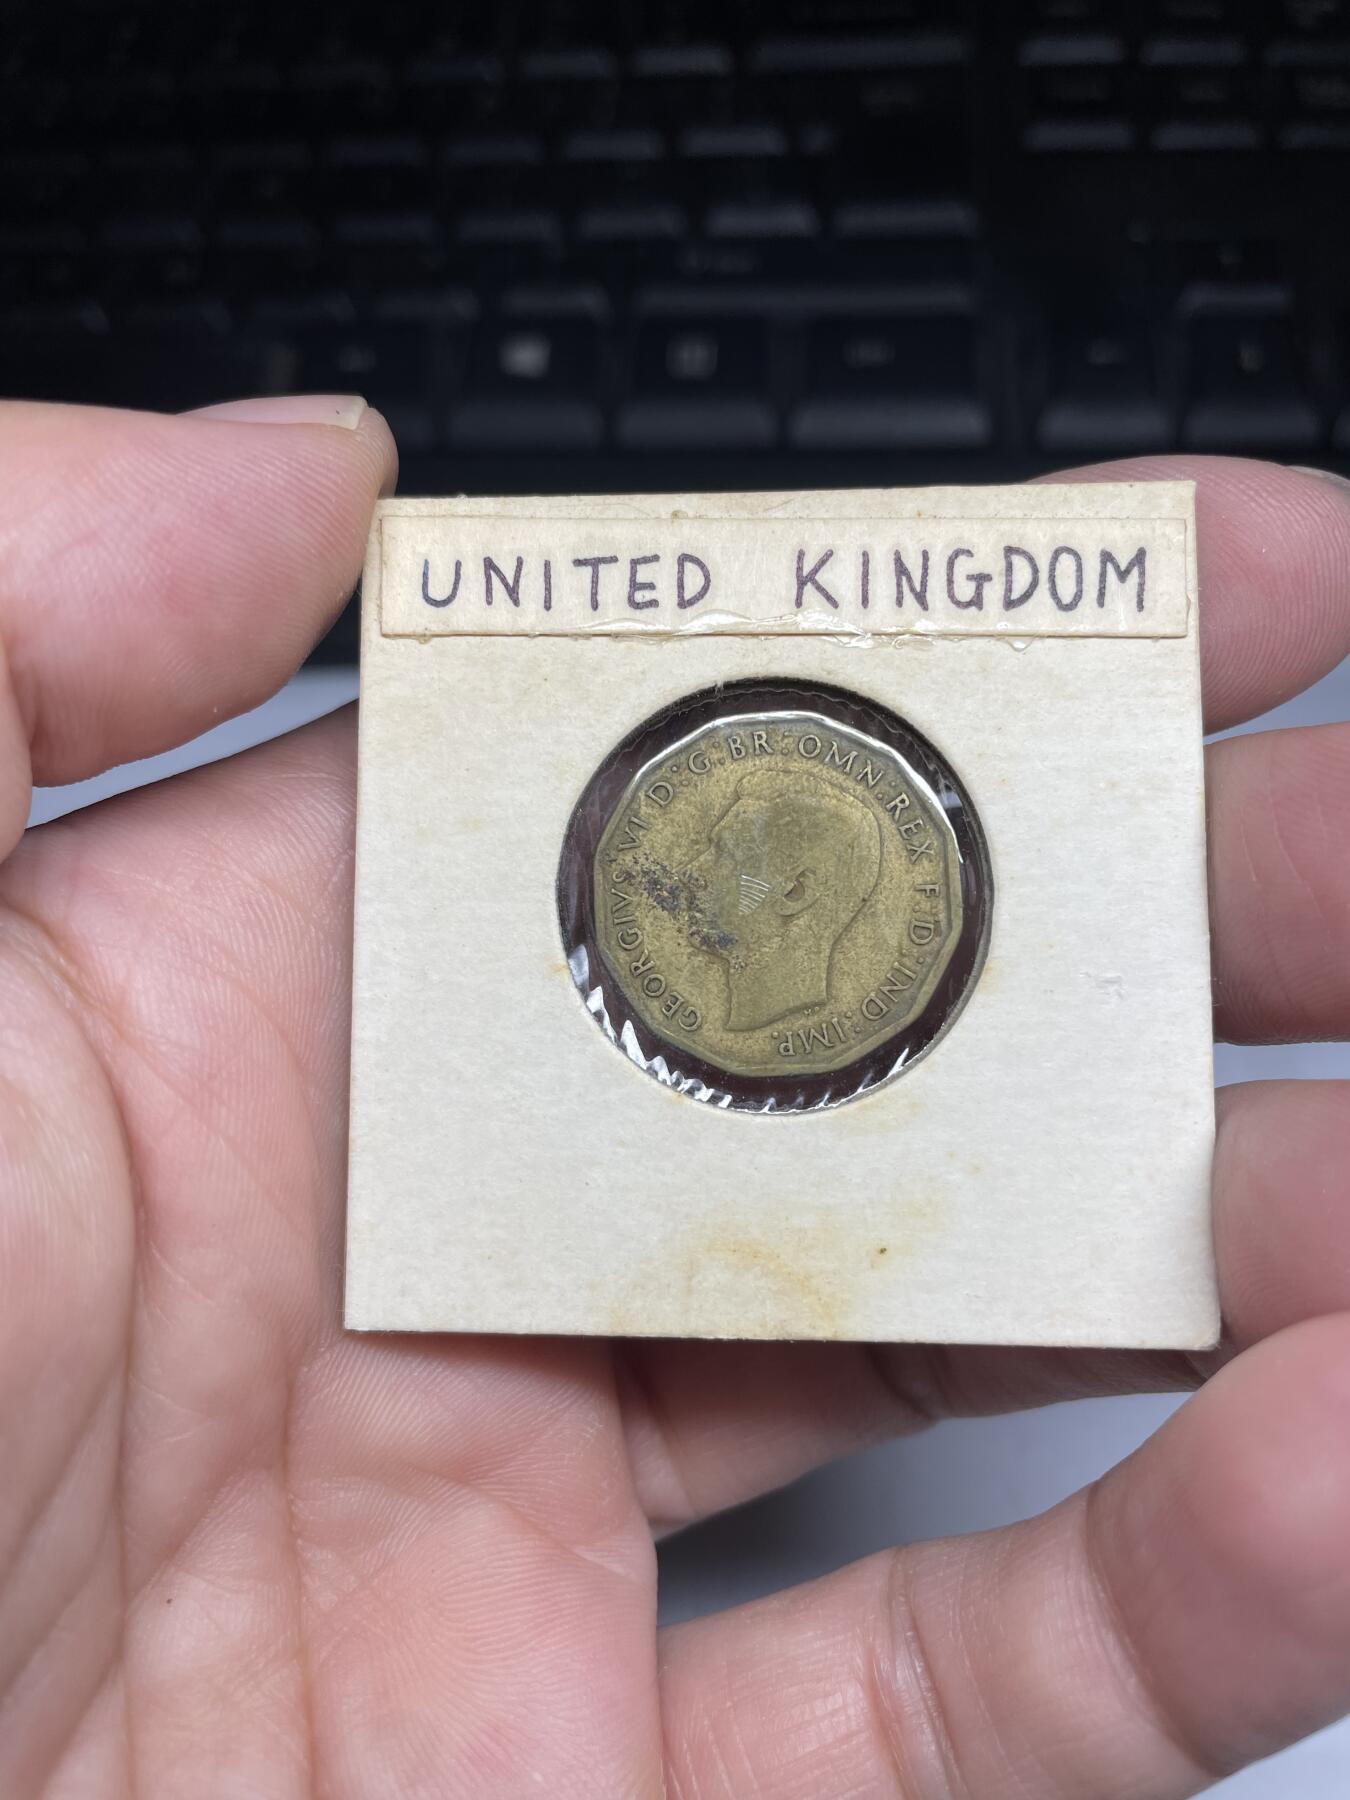 UNITED KINGDOM
GEORGIVS VI D:G:BR:OMN:REX F:D:IND:IMP.